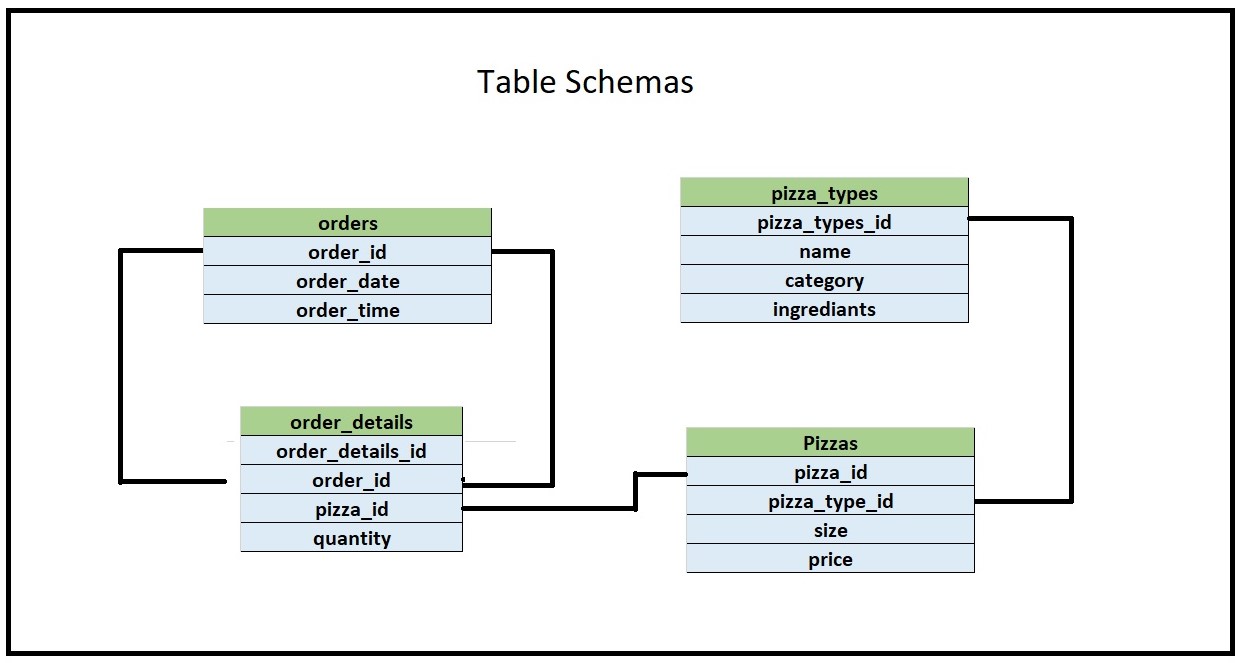 Table Schemas
orders
order_id
order_date
order_time
pizza_types
pizza_types_id
name
category
ingrediants
order_details
order_details_id
order_id
pizza_id
quantity
Pizzas
pizza_id
pizza_type_id
size
price